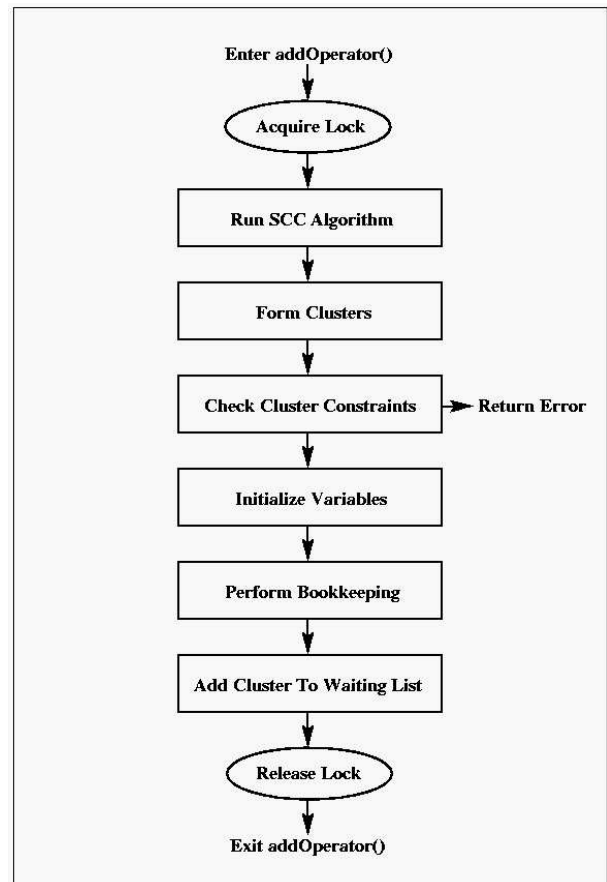 Enter addOperator()
Acquire Lock
Run SCC Algorithm
Form Clusters
Check Cluster Constraints
Return Error
Initialize Variables
Perform Bookkeeping
Add Cluster To Waiting List
Release Lock
Exit addOperator()